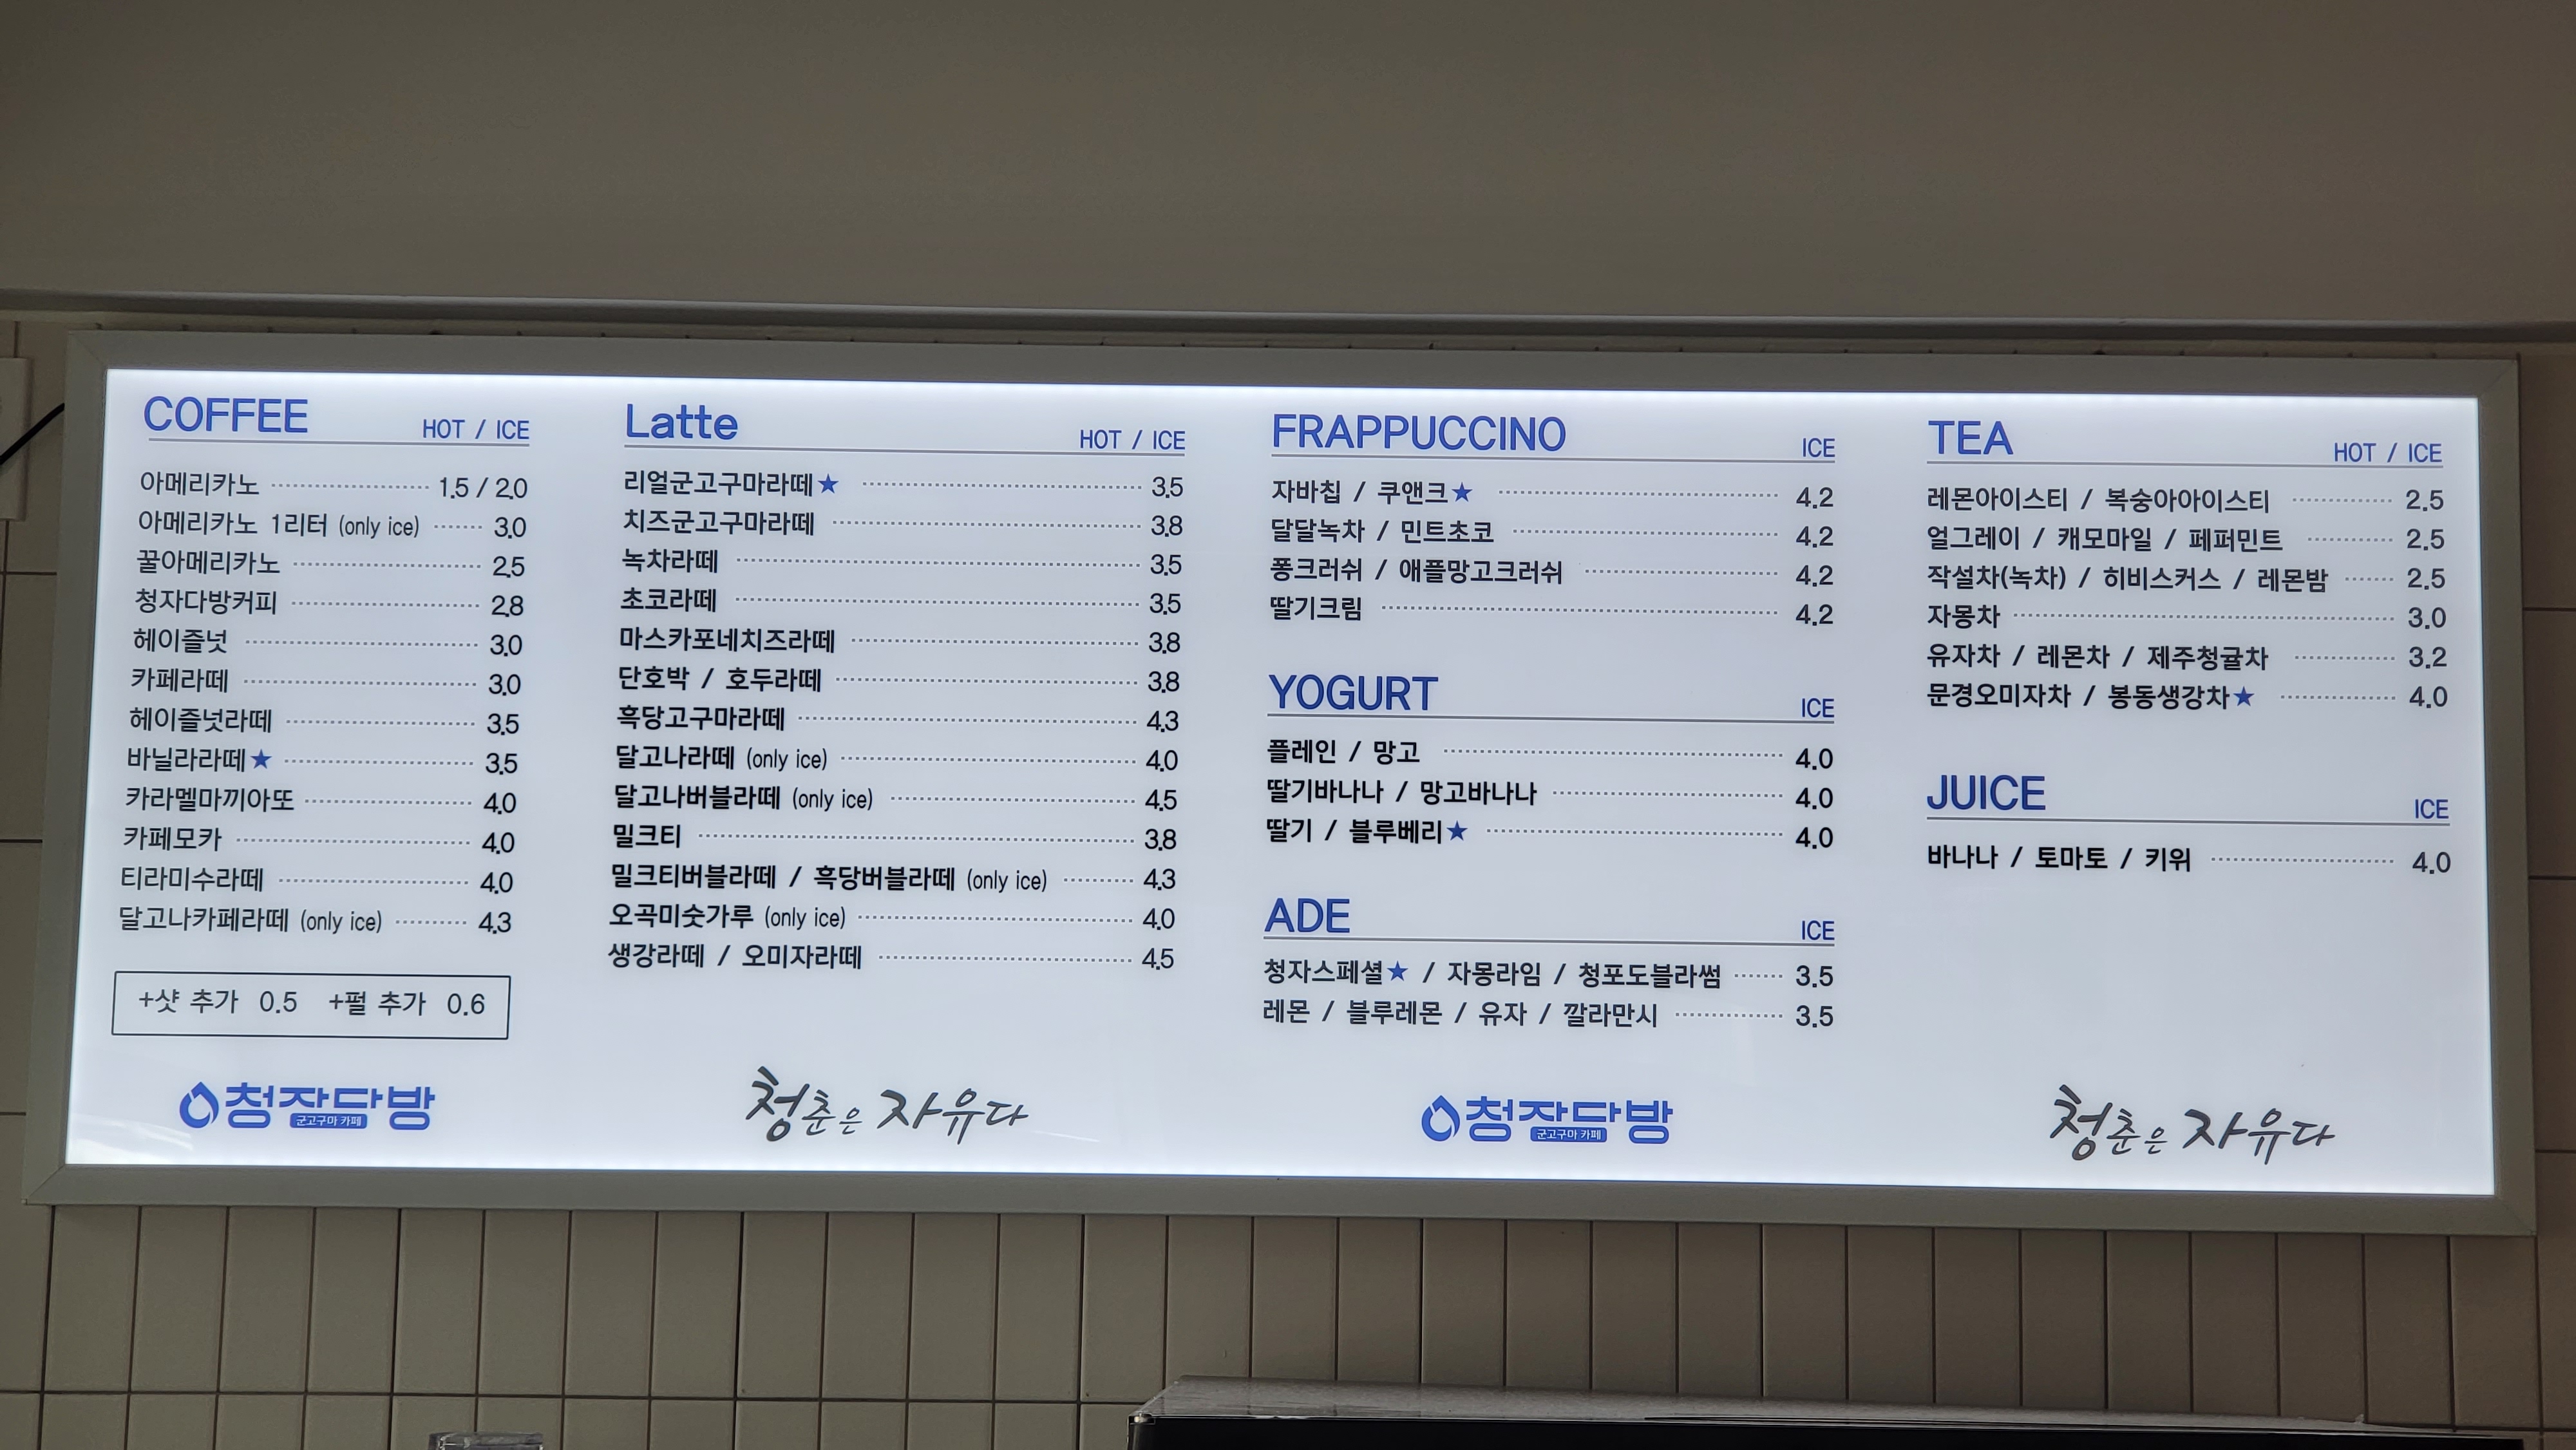 COFFEE HOT / ICE
아메리카노 1.5 / 2.0
아메리카노 1리터 (only ice) 3.0
꿀아메리카노 2.5
청자다방커피 2.8
헤이즐넛 3.0
카페라떼 3.0
헤이즐넛라떼 3.5
바닐라라떼★ 3.5
카라멜마끼아또 4.0
카페모카 4.0
티라미수라떼 4.0
달고나카페라떼 (only ice) 4.3
+샷 추가 0.5 +펄 추가 0.6
청자다방
군고구마 카페
Latte HOT / ICE
리얼군고구마라떼★ 3.5
치즈군고구마라떼 3.8
녹차라떼 3.5
초코라떼 3.5
마스카포네치즈라떼 3.8
단호박 / 호두라떼 3.8
흑당고구마라떼 4.3
달고나라떼 (only ice) 4.0
달고나버블라떼 (only ice) 4.5
밀크티 3.8
밀크티버블라떼 / 흑당버블라떼 (only ice) 4.3
오곡미숫가루 (only ice) 4.0
생강라떼 / 오미자라떼 4.5
청춘은 자유다
FRAPPUCCINO ICE
자바칩 / 쿠앤크★ 4.2
달달녹차 / 민트초코 4.2
퐁크러쉬 / 애플망고크러쉬 4.2
딸기크림 4.2
YOGURT ICE
플레인 / 망고 4.0
딸기바나나 / 망고바나나 4.0
딸기 / 블루베리★ 4.0
ADE ICE
청자스페셜★ / 자몽라임 / 청포도블라썸 3.5
레몬 / 블루레몬 / 유자 / 깔라만시 3.5
청자다방
군고구마 카페
TEA HOT / ICE
레몬아이스티 / 복숭아아이스티 2.5
얼그레이 / 캐모마일 / 페퍼민트 2.5
작설차(녹차) / 히비스커스 / 레몬밤 2.5
자몽차 3.0
유자차 / 레몬차 / 제주청귤차 3.2
문경오미자차 / 봉동생강차★ 4.0
JUICE ICE
바나나 / 토마토 / 키위 4.0
청춘은 자유다